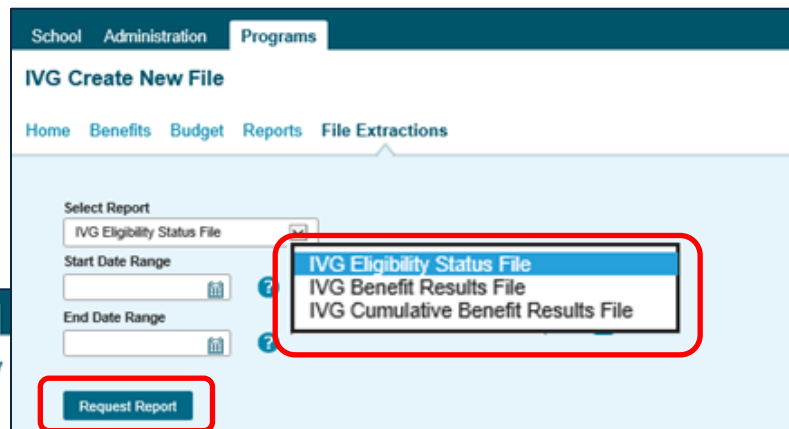 School Administration Programs
IVG Create New File
Home Benefits Budget Reports File Extractions
Select Report
IVG Eligibility Status File
IVG Eligibility Status File
IVG Benefit Results File
IVG Cumulative Benefit Results File
Start Date Range
?
End Date Range
?
Request Report